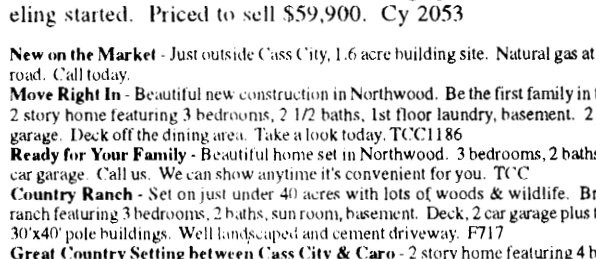 eling started. Priced to sell $59,900. Cy 2053
New on the Market - Just outside Cass City, 1.6 acre building site. Natural gas at
road. Call today.
Move Right In - Beautiful new construction in Northwood. Be the first family in
2 story home featuring 3 bedrooms, 2 1/2 baths, 1st floor laundry, basement. 2
garage. Deck off the dining area. Take a look today. TCC1186
Ready for Your Family - Beautiful home set in Northwood. 3 bedrooms, 2 baths
car garage. Call us. We can show anytime it's convenient for you. TCC
Country Ranch - Set on just under 40 acres with lots of woods & wildlife.
ranch featuring 3 bedrooms, 2 baths, sun room, basement. Deck, 2 car garage plus
30'x40' pole buildings. Well landscaped and cement driveway. F717
Great Country Setting between Cass City & Caro - 2 story home featuring 4